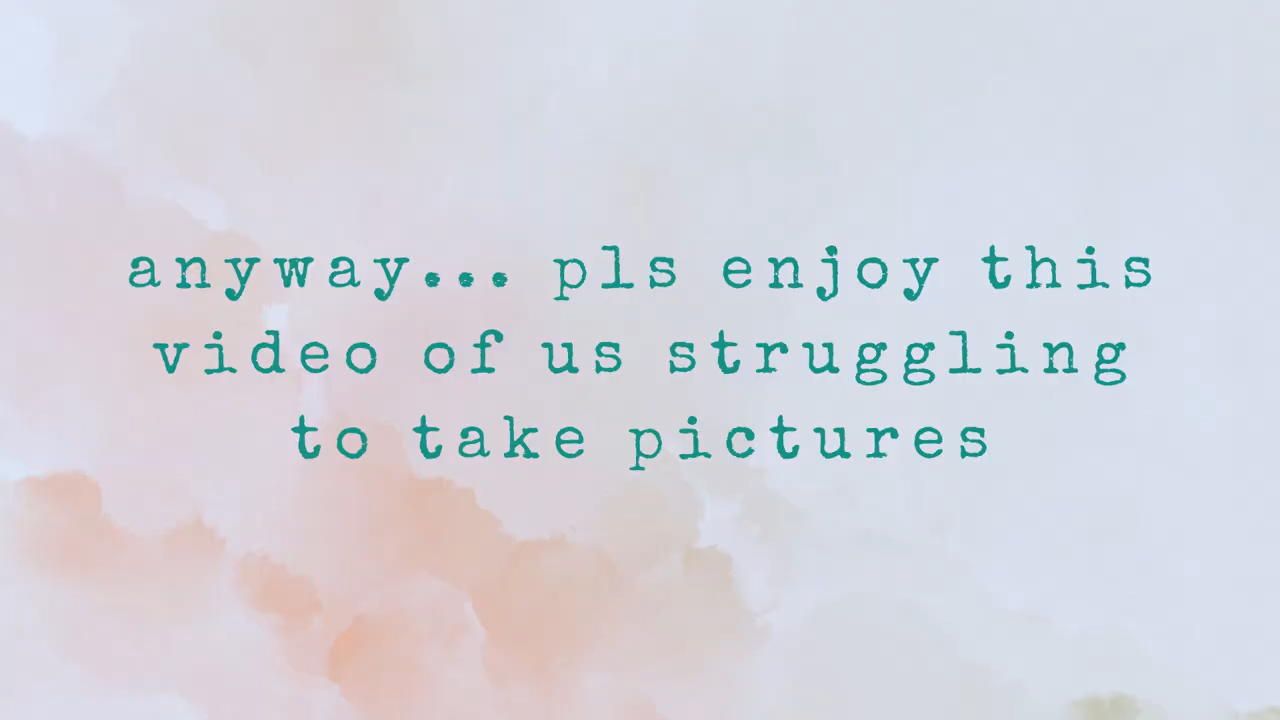 anyway... pls enjoy this
video of us struggling
to take pictures